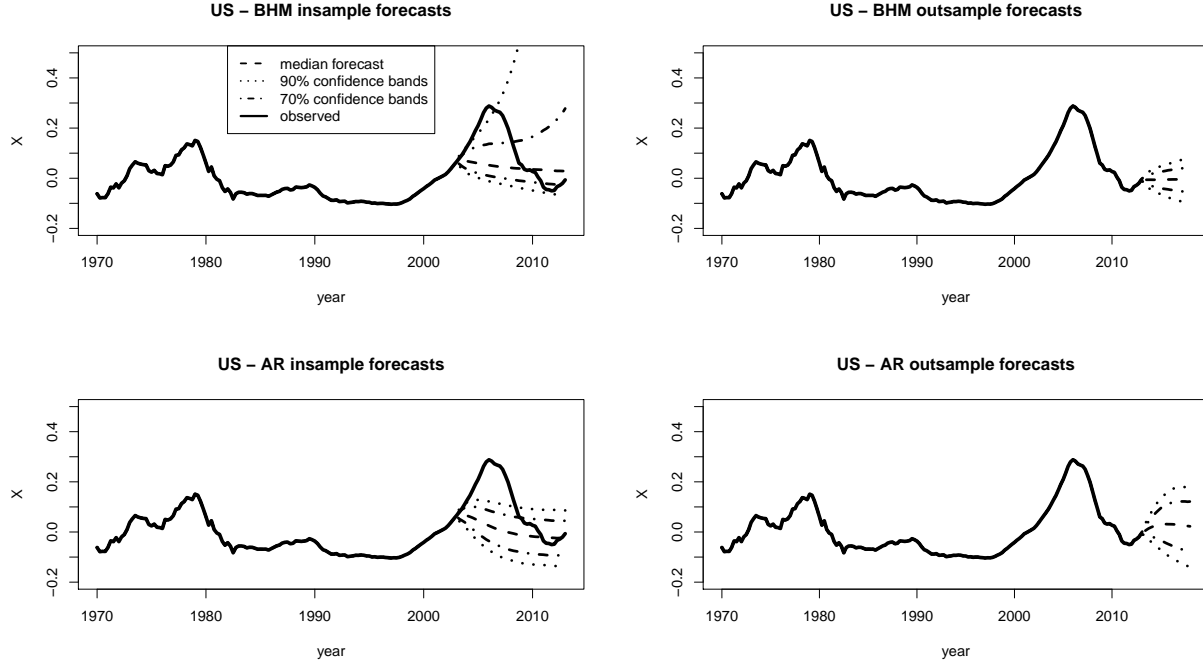 US − BHM insample forecasts
0.4
0.2
0.0
−0.2
X
median forecast
90% confidence bands
70% confidence bands
observed
1970 1980 1990 2000 2010
year
US − BHM outsample forecasts
0.4
0.2
0.0
−0.2
X
1970 1980 1990 2000 2010
year
US − AR insample forecasts
0.4
0.2
0.0
−0.2
X
1970 1980 1990 2000 2010
year
US − AR outsample forecasts
0.4
0.2
0.0
−0.2
X
1970 1980 1990 2000 2010
year